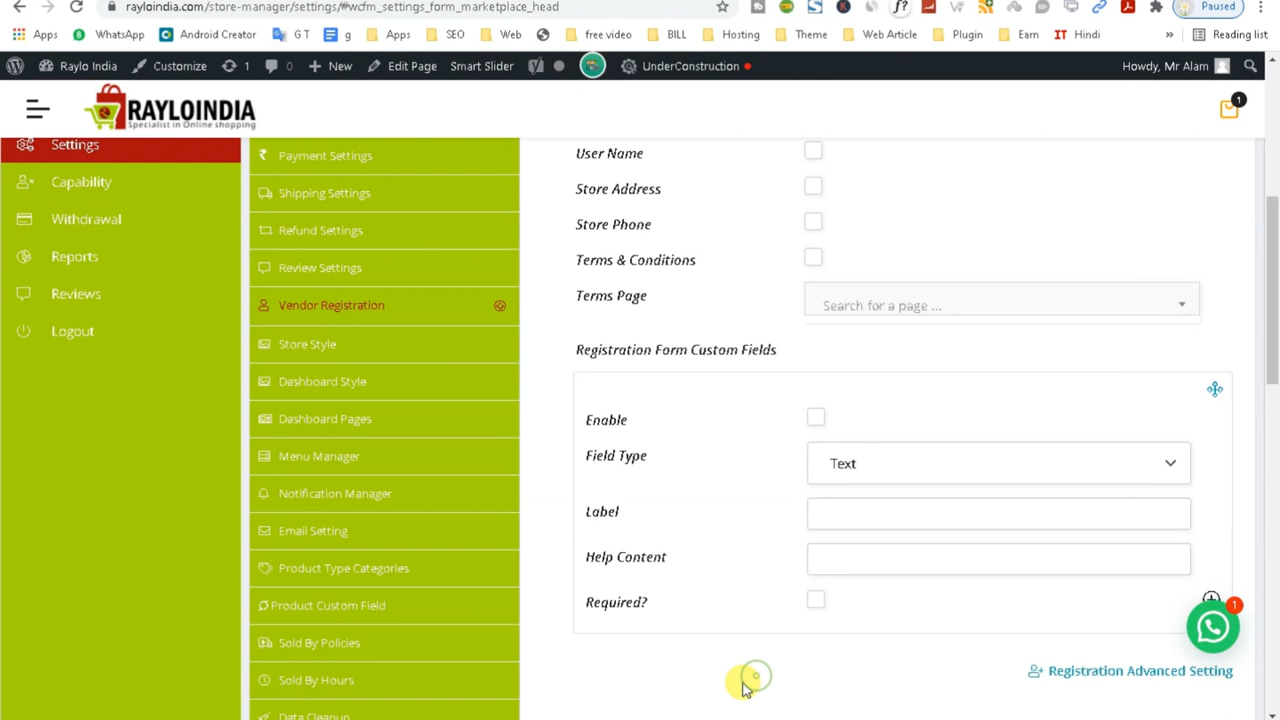 rayloindia.com/store-manager/settings/#wcfm_settings_form_marketplace_head
Paused
Apps WhatsApp Android Creator G T g Apps SEO Web free video BILL Hosting Theme Web Article Plugin Earn IT Hindi » Reading list
Raylo India Customize 1 0 New Edit Page Smart Slider UnderConstruction Howdy, Mr Alam
RAYLOINDIA
Specialist in Online shopping
1
Settings
Capability
Withdrawal
Reports
Reviews
Logout
Payment Settings
Shipping Settings
Refund Settings
Review Settings
Vendor Registration
Store Style
Dashboard Style
Dashboard Pages
Menu Manager
Notification Manager
Email Setting
Product Type Categories
Product Custom Field
Sold By Policies
Sold By Hours
Data Cleanup
User Name
Store Address
Store Phone
Terms & Conditions
Terms Page
Search for a page ...
Registration Form Custom Fields
Enable
Field Type
Text
Label
Help Content
Required?
1
Registration Advanced Setting